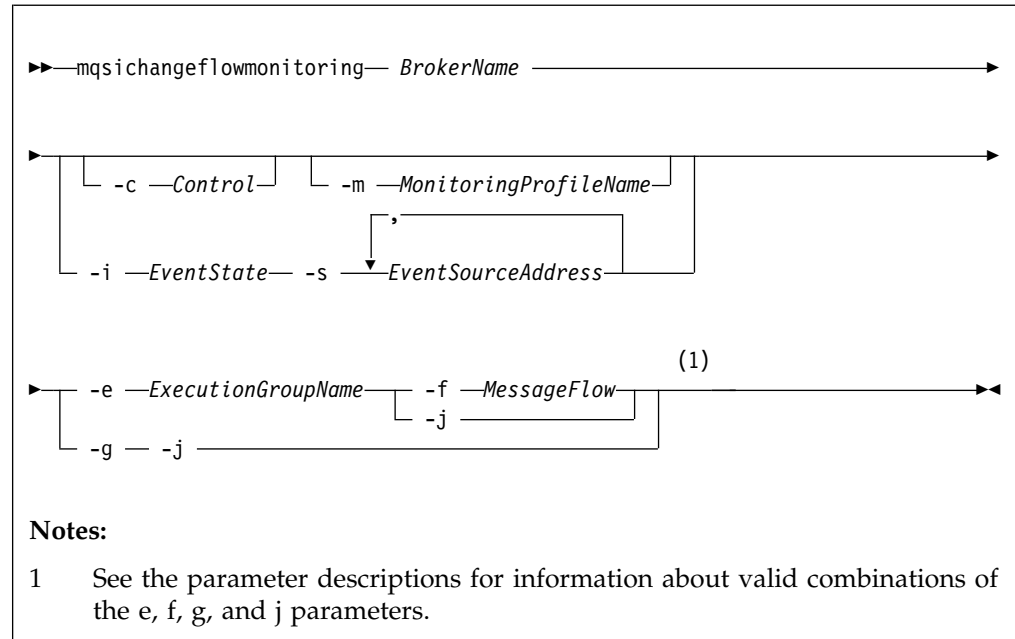 mqsichangeflowmonitoring BrokerName
-c Control -m MonitoringProfileName
,
-i EventState -s EventSourceAddress
(1)
-e ExecutionGroupName -f MessageFlow
-j
-g -j
Notes:
1 See the parameter descriptions for information about valid combinations of
the e, f, g, and j parameters.